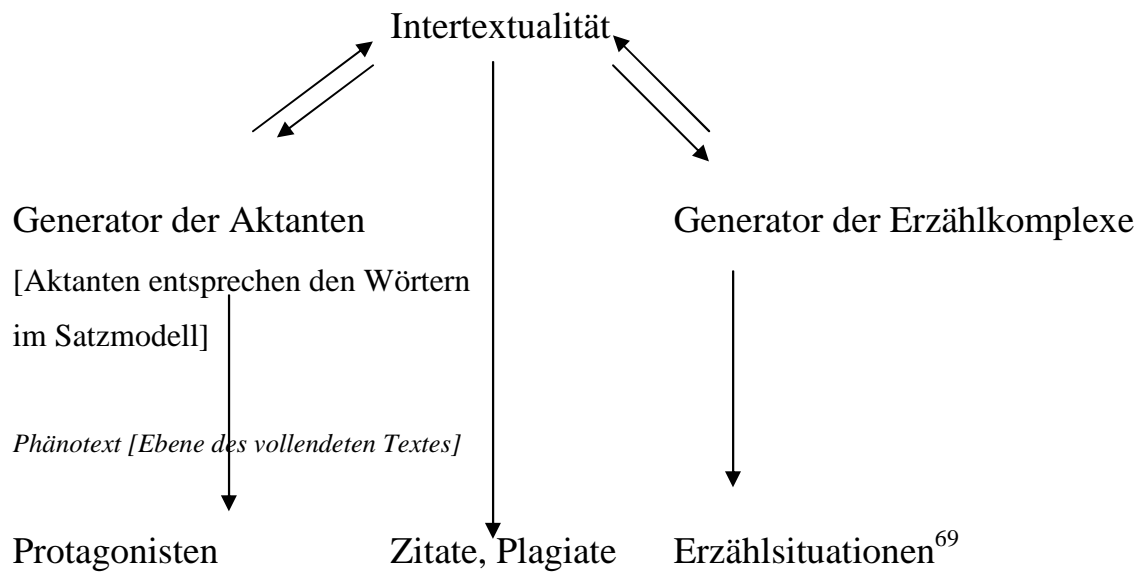 Intertextualität
Generator der Aktanten
Generator der Erzählkomplexe
[Aktanten entsprechen den Wörtern
im Satzmodell]
Phänotext [Ebene des vollendeten Textes]
Protagonisten
Zitate, Plagiate
Erzählsituationen⁶⁹